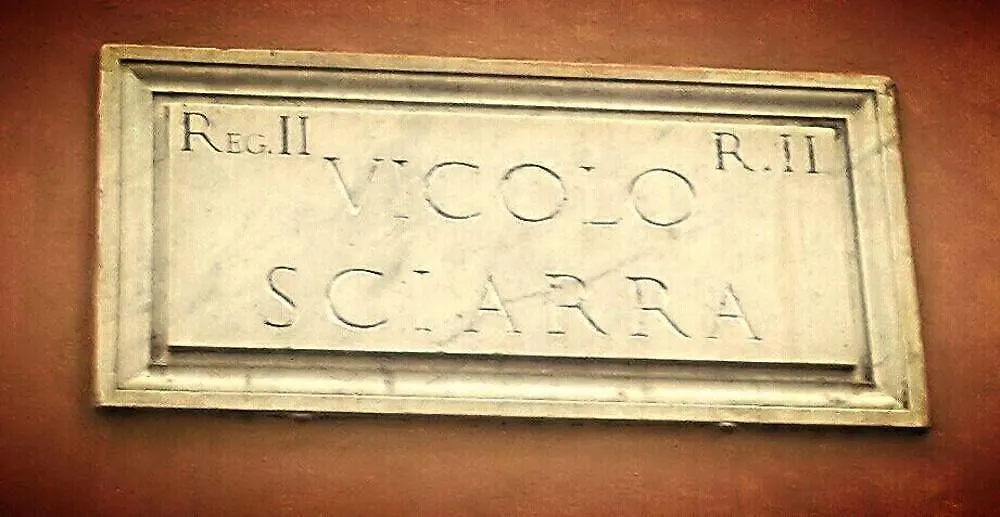 REG. II R. II
VICOLO
SCIARRA